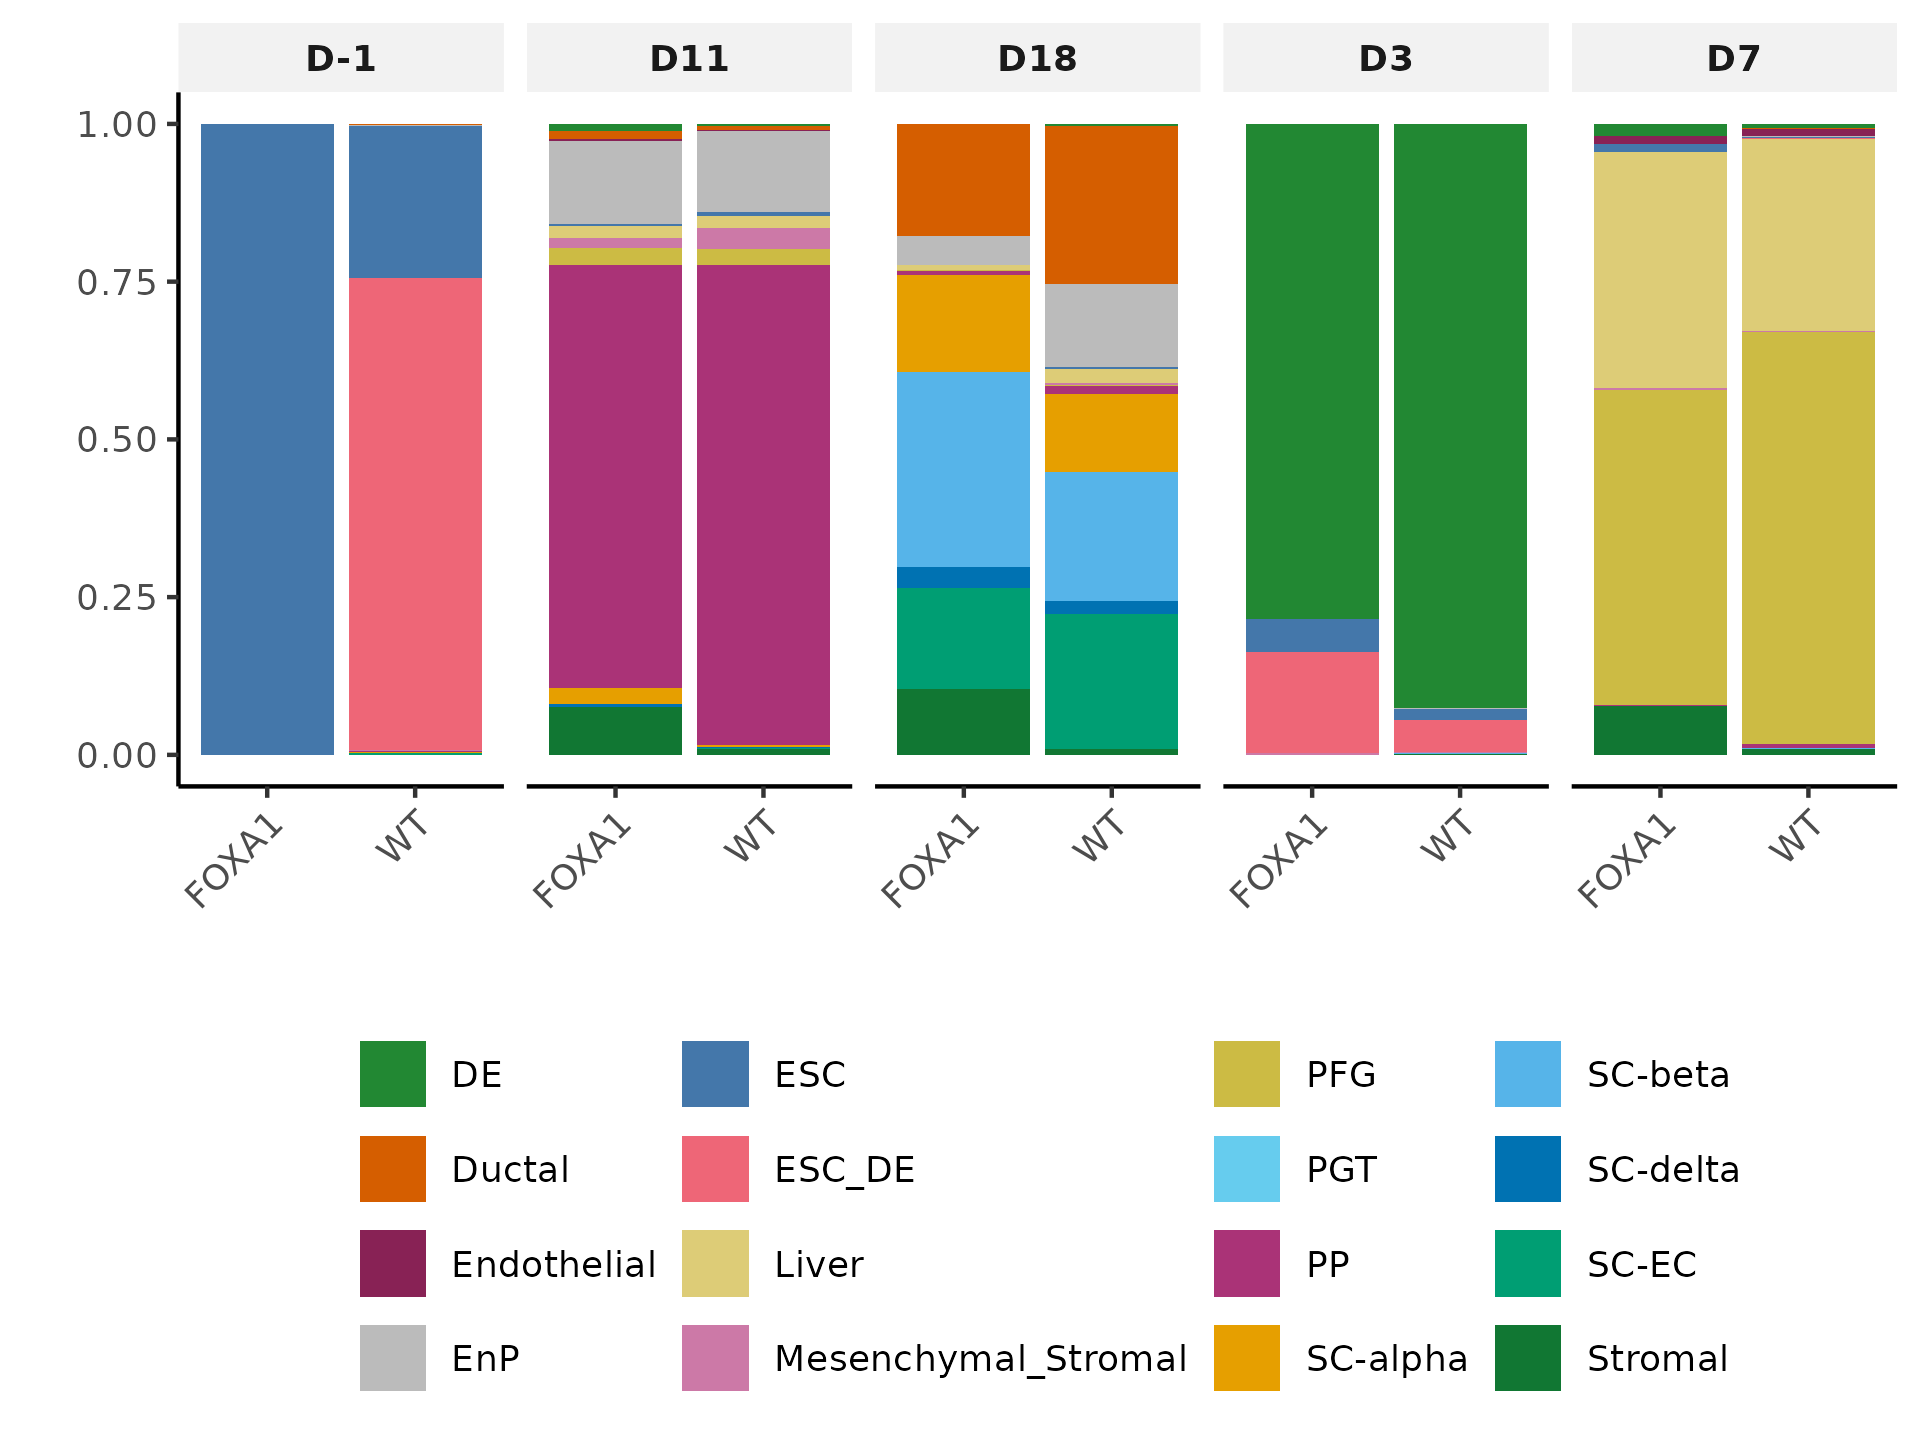 D-1 D11 D18 D3 D7
1.00
0.75
0.50
0.25
0.00
FOXA1 WT FOXA1 WT FOXA1 WT FOXA1 WT FOXA1 WT
DE ESC PFG SC-beta
Ductal ESC_DE PGT SC-delta
Endothelial Liver PP SC-EC
EnP Mesenchymal_Stromal SC-alpha Stromal